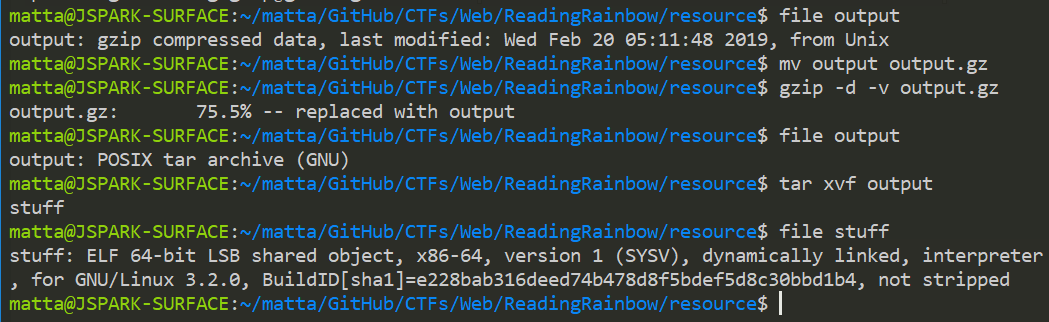 matta@JSPARK-SURFACE:~/matta/GitHub/CTFs/Web/ReadingRainbow/resource$ file output
output: gzip compressed data, last modified: Wed Feb 20 05:11:48 2019, from Unix
matta@JSPARK-SURFACE:~/matta/GitHub/CTFs/Web/ReadingRainbow/resource$ mv output output.gz
matta@JSPARK-SURFACE:~/matta/GitHub/CTFs/Web/ReadingRainbow/resource$ gzip -d -v output.gz
output.gz:       75.5% -- replaced with output
matta@JSPARK-SURFACE:~/matta/GitHub/CTFs/Web/ReadingRainbow/resource$ file output
output: POSIX tar archive (GNU)
matta@JSPARK-SURFACE:~/matta/GitHub/CTFs/Web/ReadingRainbow/resource$ tar xvf output
stuff
matta@JSPARK-SURFACE:~/matta/GitHub/CTFs/Web/ReadingRainbow/resource$ file stuff
stuff: ELF 64-bit LSB shared object, x86-64, version 1 (SYSV), dynamically linked, interpreter
, for GNU/Linux 3.2.0, BuildID[sha1]=e228bab316deed74b478d8f5bdef5d8c30bbd1b4, not stripped
matta@JSPARK-SURFACE:~/matta/GitHub/CTFs/Web/ReadingRainbow/resource$